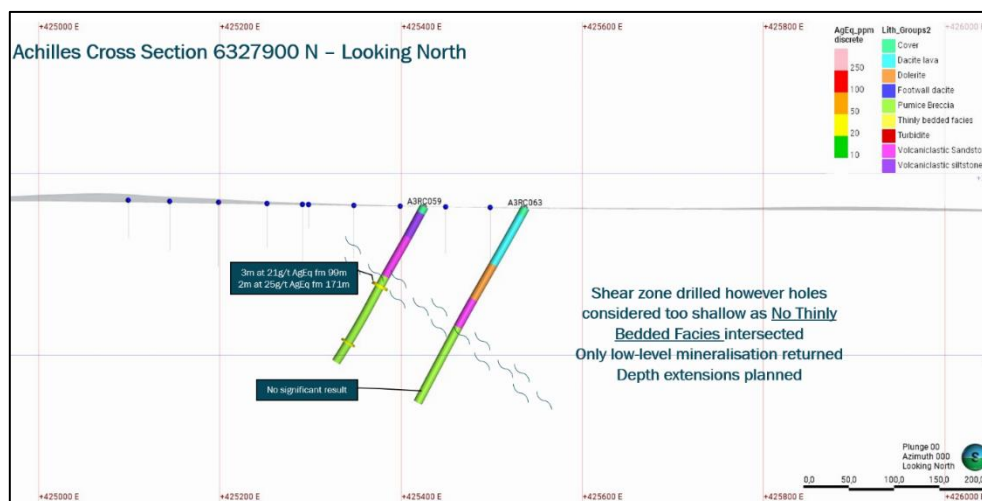 +425000 E
+425200 E
+425400 E
+425600 E
+425800 E
+426000 E
Achilles Cross Section 6327900 N – Looking North
AgEq_ppm
discrete
250
100
50
20
10
Lith_Groups2
Cover
Dacite lava
Dolerite
Footwall dacite
Pumice Breccia
Thinly bedded facies
Turbidite
Volcaniclastic Sandsto
Volcaniclastic siltstone
A3RC059
A3RC063
3m at 21g/t AgEq fm 99m
2m at 25g/t AgEq fm 171m
No significant result
Shear zone drilled however holes
considered too shallow as No Thinly
Bedded Facies intersected
Only low-level mineralisation returned
Depth extensions planned
Plunge 00
Azimuth 000
Looking North
S
0,0
50,0
100,0
150,0
200,
+425000 E
+425200 E
+425400 E
+425600 E
+425800 E
+426000 E